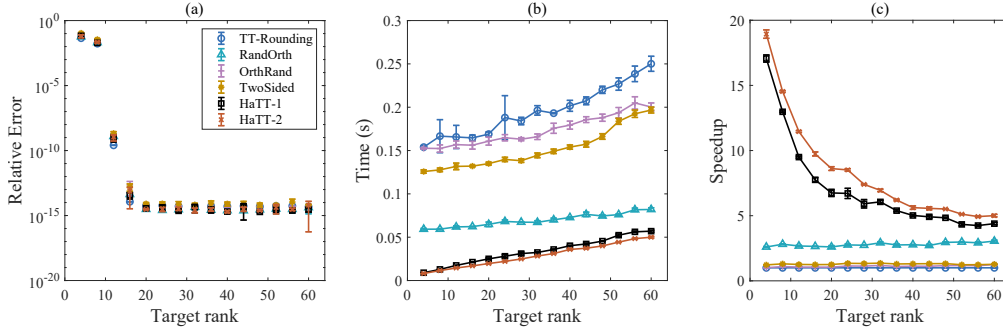 (a)
10^0
10^-5
10^-10
10^-15
10^-20
0 10 20 30 40 50 60
Relative Error
Target rank
TT-Rounding
RandOrth
OrthRand
TwoSided
HaTT-1
HaTT-2
(b)
0.3
0.25
0.2
0.15
0.1
0.05
0
0 10 20 30 40 50 60
Time (s)
Target rank
(c)
20
15
10
5
0
0 10 20 30 40 50 60
Speedup
Target rank